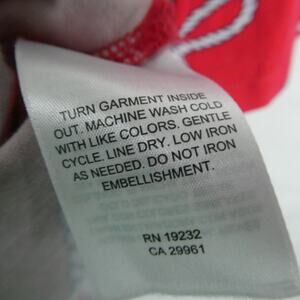 TURN GARMENT INSIDE
OUT. MACHINE WASH COLD
WITH LIKE COLORS. GENTLE
CYCLE. LINE DRY. LOW IRON
AS NEEDED. DO NOT IRON
EMBELLISHMENT.
RN 19232
CA 29961